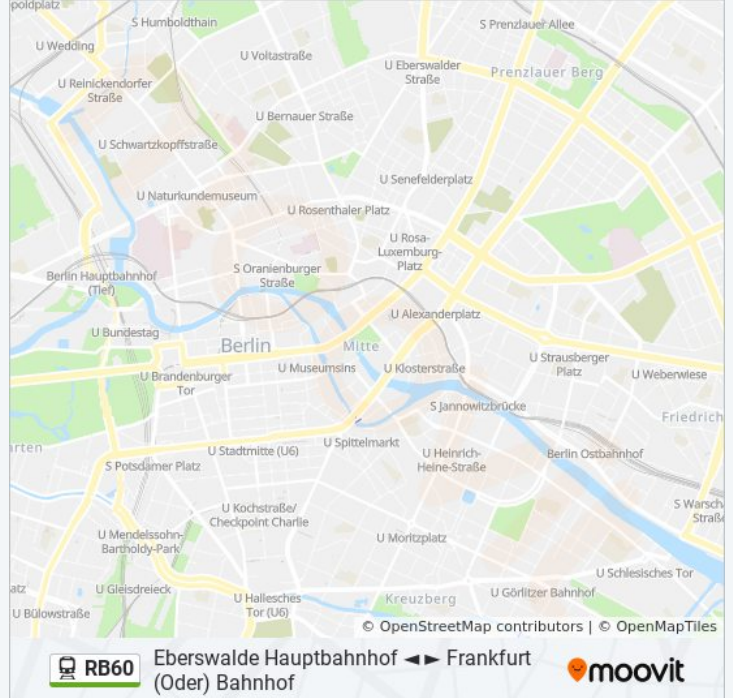 poldplatz
S Humboldthain
S Prenzlauer Allee
U Wedding
U Voltastraße
U Eberswalder
Straße
Prenzlauer Berg
U Reinickendorfer
Straße
U Bernauer Straße
U Schwartzkopffstraße
U Senefelderplatz
U Naturkundemuseum
U Rosenthaler Platz
U Rosa-
Luxemburg-
Platz
S Oranienburger
Straße
Berlin Hauptbahnhof
(Tief)
U Alexanderplatz
U Bundestag
Berlin
Mitte
U Strausberger
Platz
U Museumsins
U Klosterstraße
U Weberwiese
U Brandenburger
Tor
S Jannowitzbrücke
Friedrich
U Spittelmarkt
arten
U Stadtmitte (U6)
U Heinrich-
Heine-Straße
Berlin Ostbahnhof
S Potsdamer Platz
S Warsch
Straße
U Kochstraße/
Checkpoint Charlie
U Mendelssohn-
Bartholdy-Park
U Moritzplatz
U Schlesisches Tor
atz
U Gleisdreieck
U Görlitzer Bahnhof
U Hallesches
Tor (U6)
Kreuzberg
U Bülowstraße
© OpenStreetMap contributors | © OpenMapTiles
RB60
Eberswalde Hauptbahnhof ◄► Frankfurt
(Oder) Bahnhof
moovit